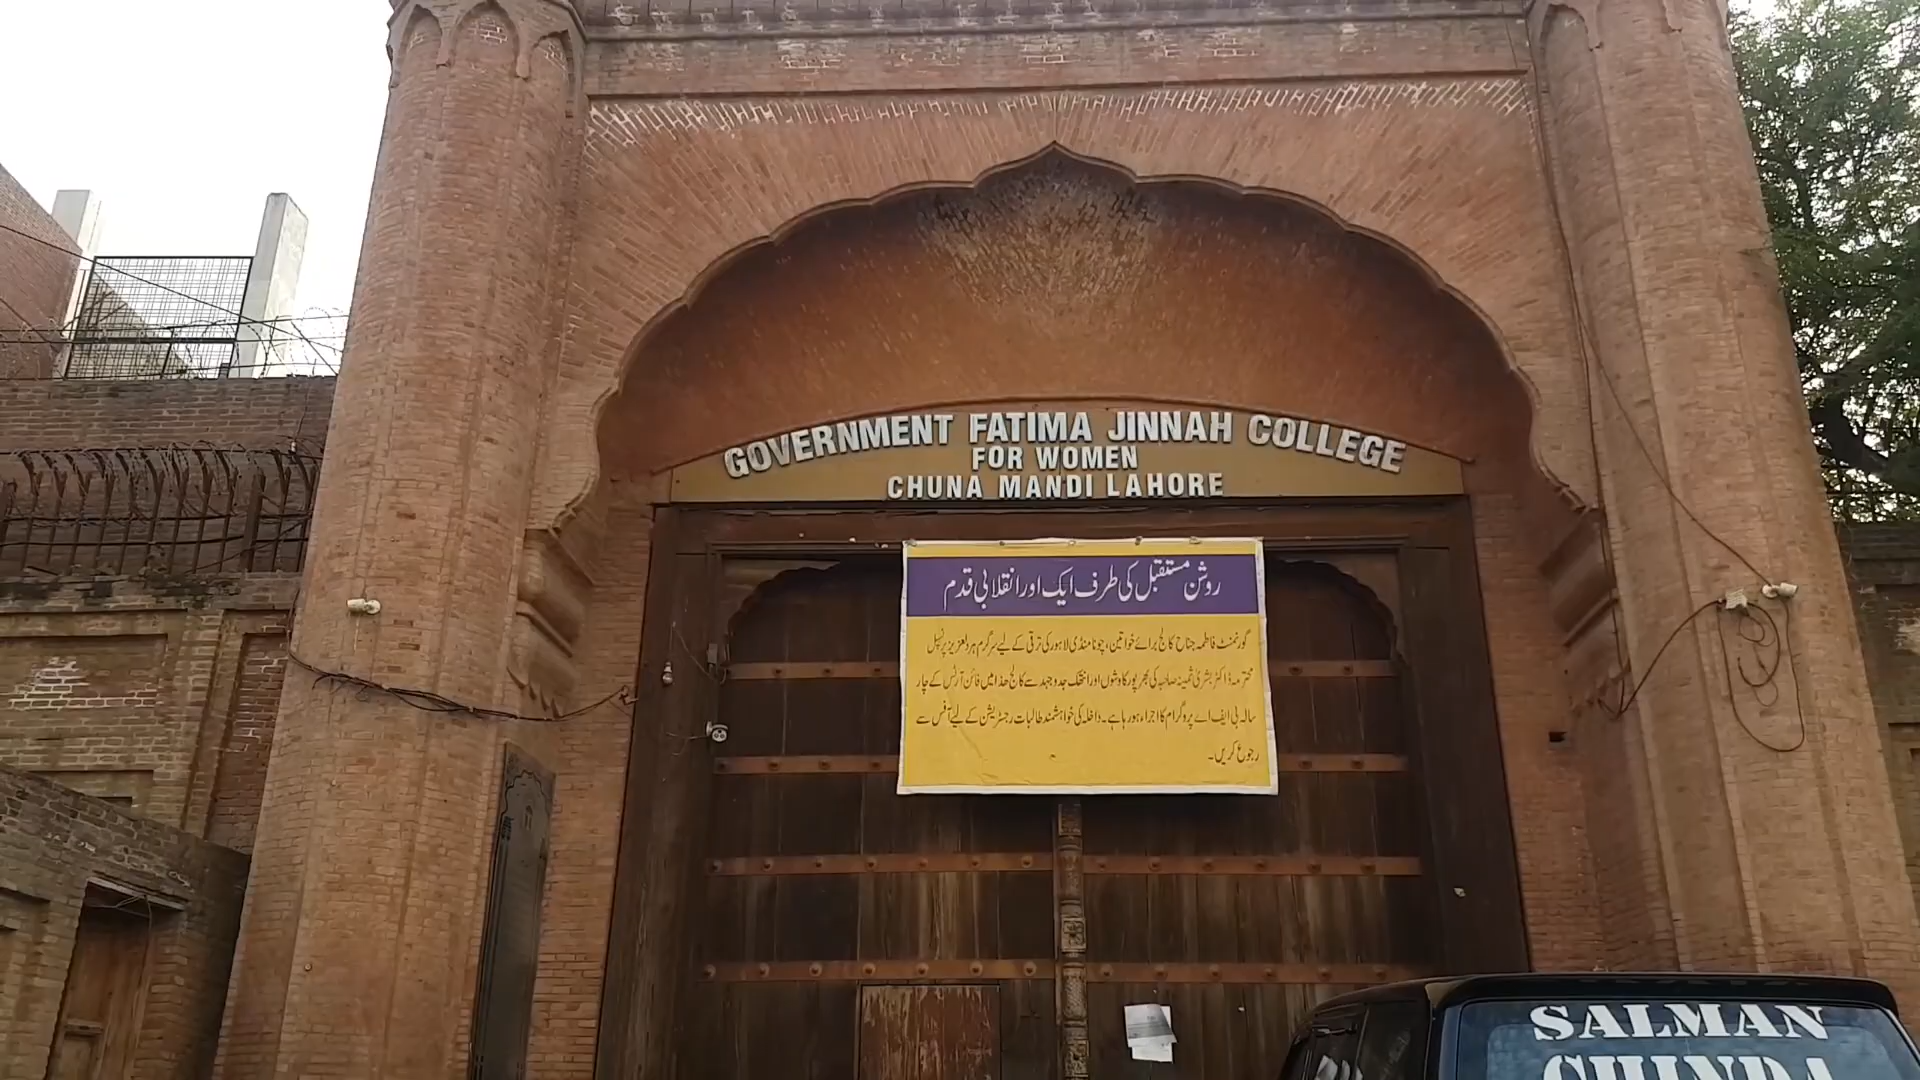 GOVERNMENT FATIMA JINNAH COLLEGE
FOR WOMEN
CHUNA MANDI LAHORE
روشن مستقبل کی طرف ایک اور انقلابی قدم
گورنمنٹ فاطمہ جناح کالج برائے خواتین، چونا منڈی لاہور کی ترقی کے لیے سرگرم ہر دلعزیز پرنسپل
محترمہ ڈاکٹر بشریٰ ثمینہ صاحبہ کی بھرپور کاوشوں اور انتھک جدوجہد سے کالج ھذا میں فائن آرٹس کے چار
سالہ بی ایف اے پروگرام کا اجراء ہو رہا ہے۔ داخلہ کی خواہشمند طالبات رجسٹریشن کے لیے آفس سے
رجوع کریں۔
SALMAN
CHINDA